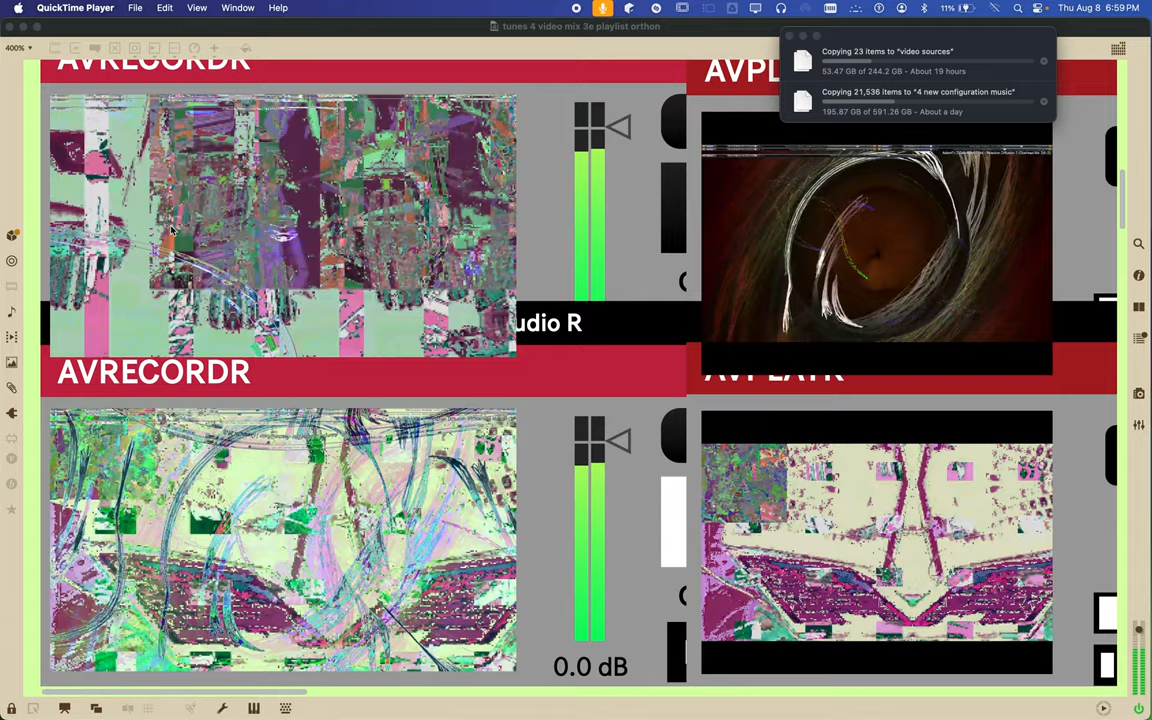 QuickTime Player File Edit View Window Help 11% Thu Aug 8 6:59 PM
tunes 4 video mix 3e playlist orthon
400%
Copying 23 items to "video sources"
53.47 GB of 244.2 GB - About 19 hours
Copying 21,536 items to "4 new configuration music"
195.87 GB of 591.26 GB - About a day
AVRECORDR
AVPL
udio R
AVRECORDR
AVPLAYR
0.0 dB